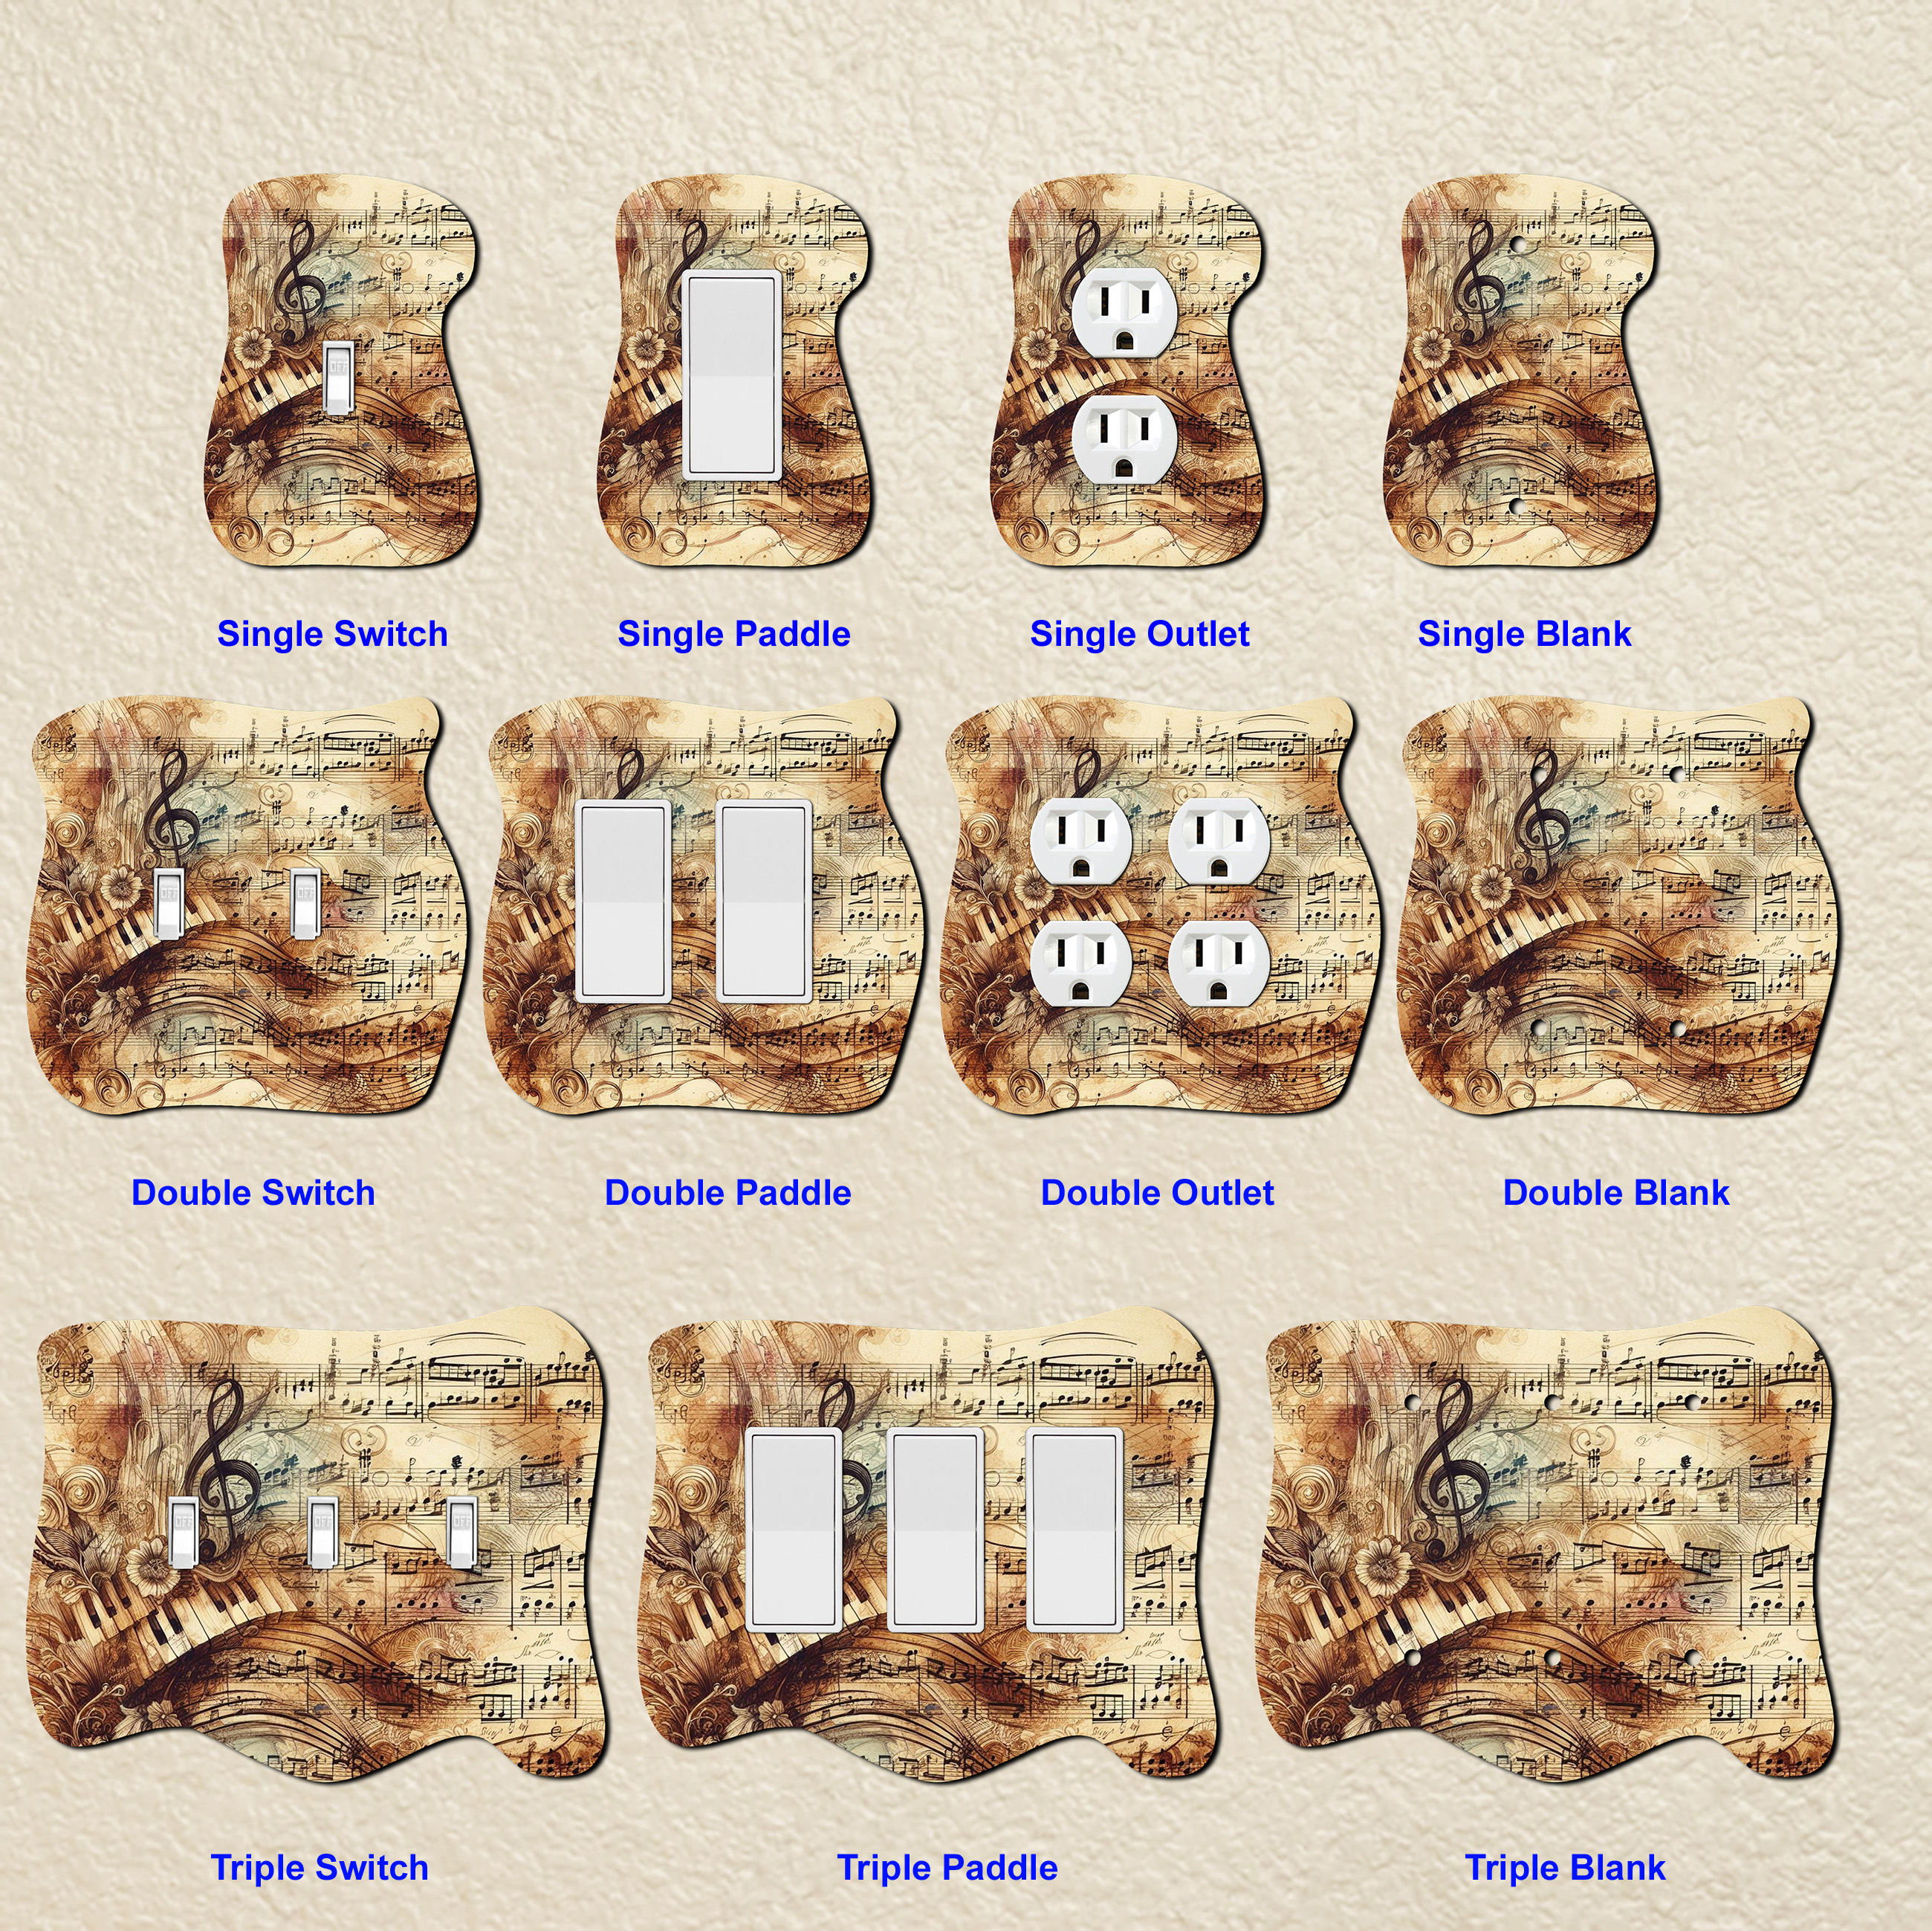 Single Switch
Single Paddle
Single Outlet
Single Blank
Double Switch
Double Paddle
Double Outlet
Double Blank
Triple Switch
Triple Paddle
Triple Blank